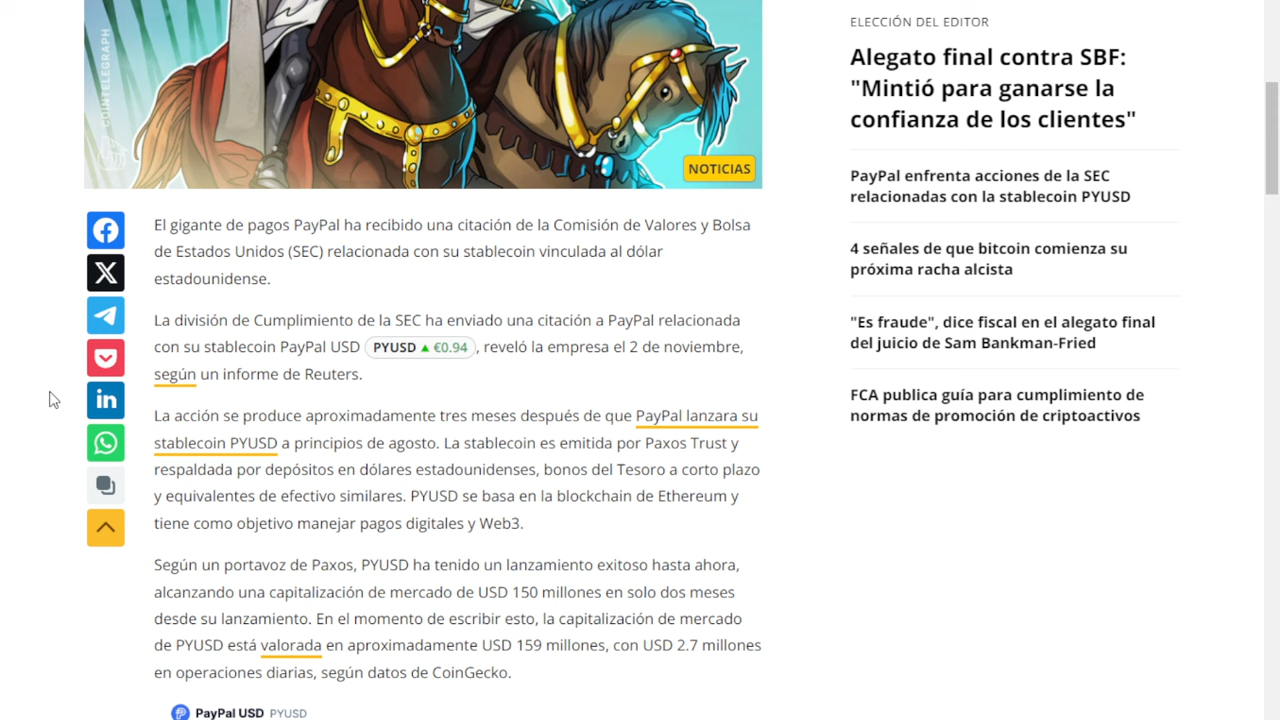 COINTELEGRAPH
NOTICIAS
El gigante de pagos PayPal ha recibido una citación de la Comisión de Valores y Bolsa
de Estados Unidos (SEC) relacionada con su stablecoin vinculada al dólar
estadounidense.
La división de Cumplimiento de la SEC ha enviado una citación a PayPal relacionada
con su stablecoin PayPal USD PYUSD ▲ €0.94, reveló la empresa el 2 de noviembre,
según un informe de Reuters.
La acción se produce aproximadamente tres meses después de que PayPal lanzara su
stablecoin PYUSD a principios de agosto. La stablecoin es emitida por Paxos Trust y
respaldada por depósitos en dólares estadounidenses, bonos del Tesoro a corto plazo
y equivalentes de efectivo similares. PYUSD se basa en la blockchain de Ethereum y
tiene como objetivo manejar pagos digitales y Web3.
Según un portavoz de Paxos, PYUSD ha tenido un lanzamiento exitoso hasta ahora,
alcanzando una capitalización de mercado de USD 150 millones en solo dos meses
desde su lanzamiento. En el momento de escribir esto, la capitalización de mercado
de PYUSD está valorada en aproximadamente USD 159 millones, con USD 2.7 millones
en operaciones diarias, según datos de CoinGecko.
PayPal USD PYUSD
ELECCIÓN DEL EDITOR
Alegato final contra SBF:
"Mintió para ganarse la
confianza de los clientes"
PayPal enfrenta acciones de la SEC
relacionadas con la stablecoin PYUSD
4 señales de que bitcoin comienza su
próxima racha alcista
"Es fraude", dice fiscal en el alegato final
del juicio de Sam Bankman-Fried
FCA publica guía para cumplimiento de
normas de promoción de criptoactivos